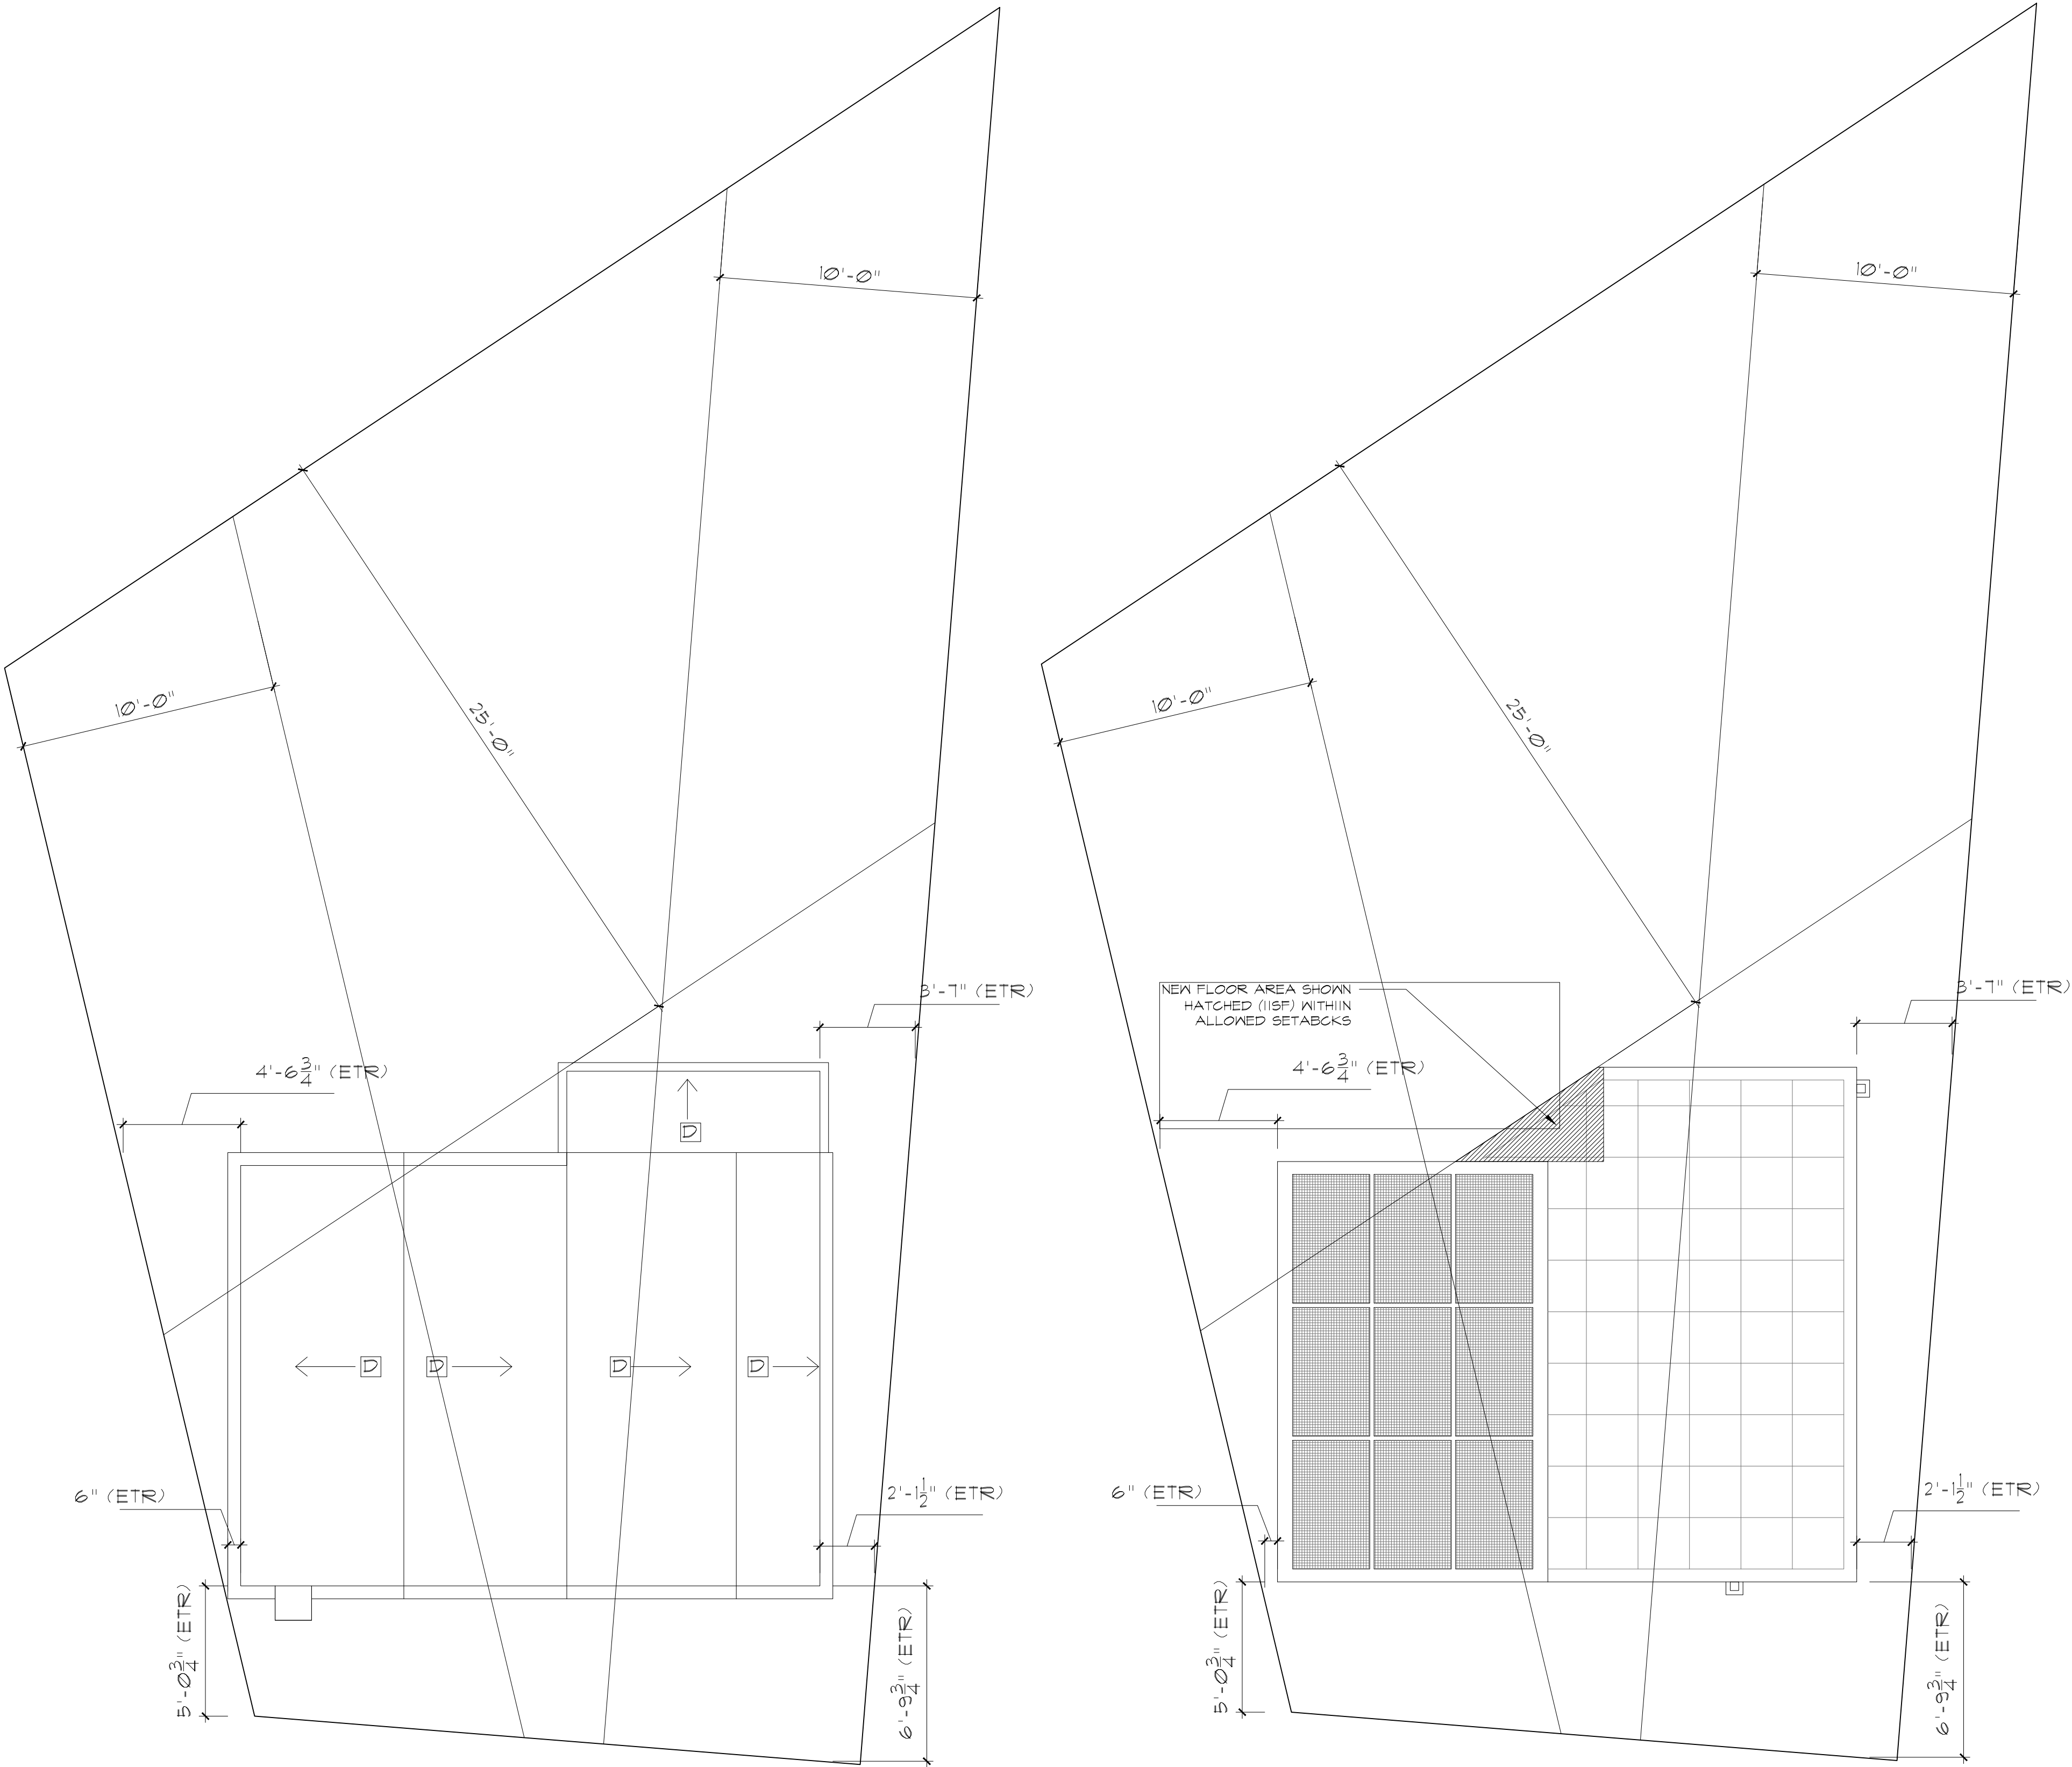 10'-0"
10'-0"
25'-0"
3'-7" (ETR)
4'-6 3/4" (ETR)
D
D
D
D
D
6" (ETR)
2'-1 1/2" (ETR)
5'-0 3/4" (ETR)
6'-9 3/4" (ETR)
10'-0"
10'-0"
25'-0"
3'-7" (ETR)
NEW FLOOR AREA SHOWN
HATCHED (11SF) WITHIIN
ALLOWED SETABCKS
4'-6 3/4" (ETR)
6" (ETR)
2'-1 1/2" (ETR)
5'-0 3/4" (ETR)
6'-9 3/4" (ETR)